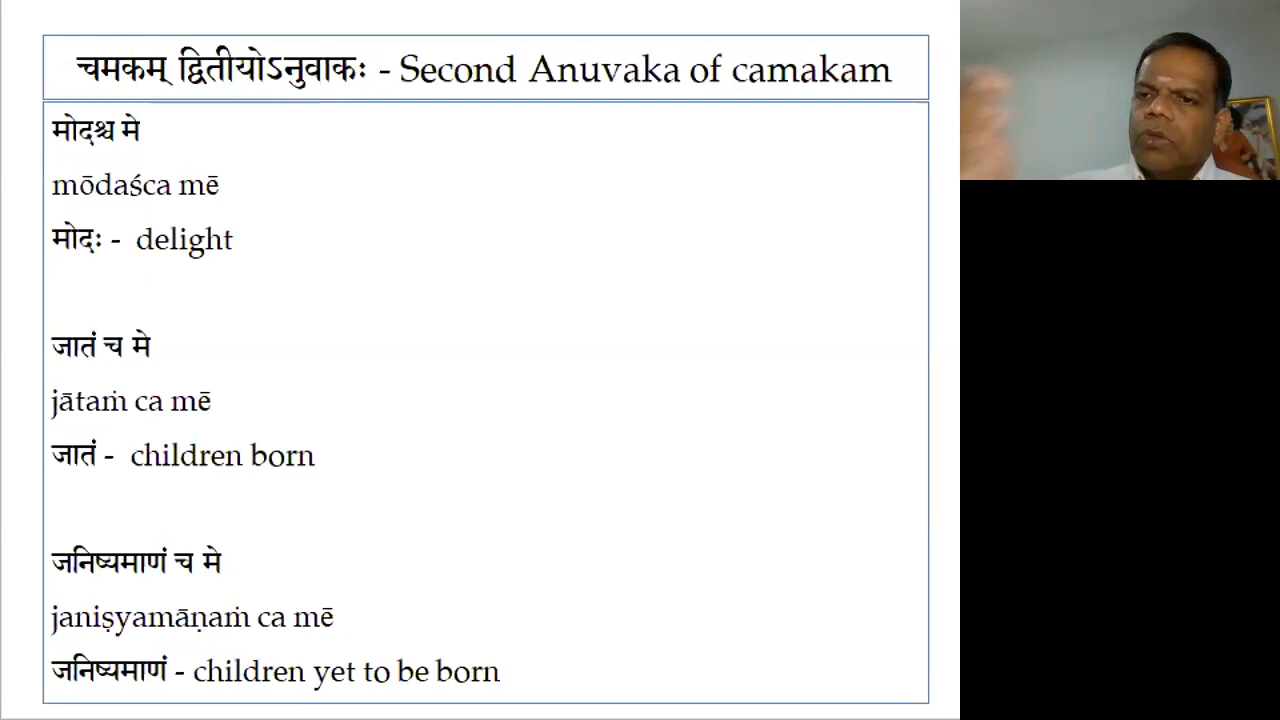 चमकम् द्वितीयोऽनुवाकः - Second Anuvaka of camakam
मोदश्च मे
mōdaśca mē
मोदः - delight
जातं च मे
jātaṁ ca mē
जातं - children born
जनिष्यमाणं च मे
janiṣyamāṇaṁ ca mē
जनिष्यमाणं - children yet to be born